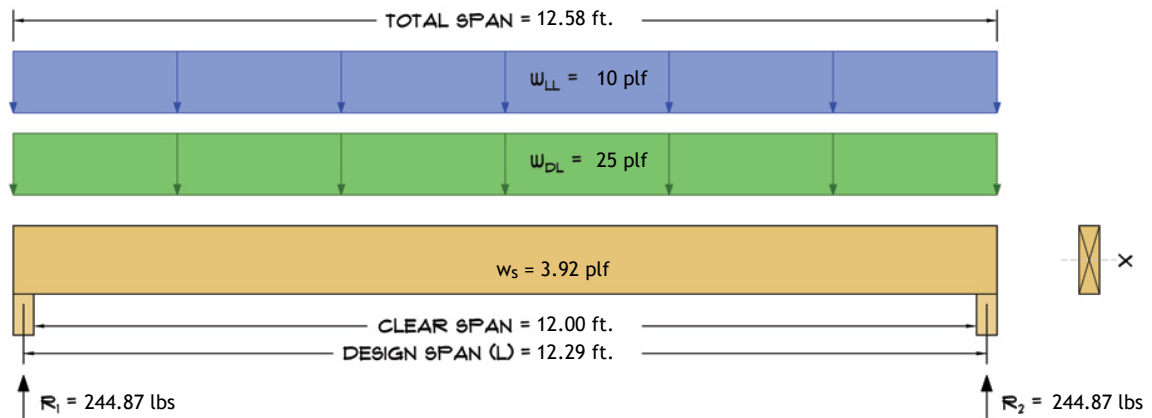 TOTAL SPAN = 12.58 ft.
WLL = 10 plf
WDL = 25 plf
ws = 3.92 plf
X
CLEAR SPAN = 12.00 ft.
DESIGN SPAN (L) = 12.29 ft.
R1 = 244.87 lbs
R2 = 244.87 lbs